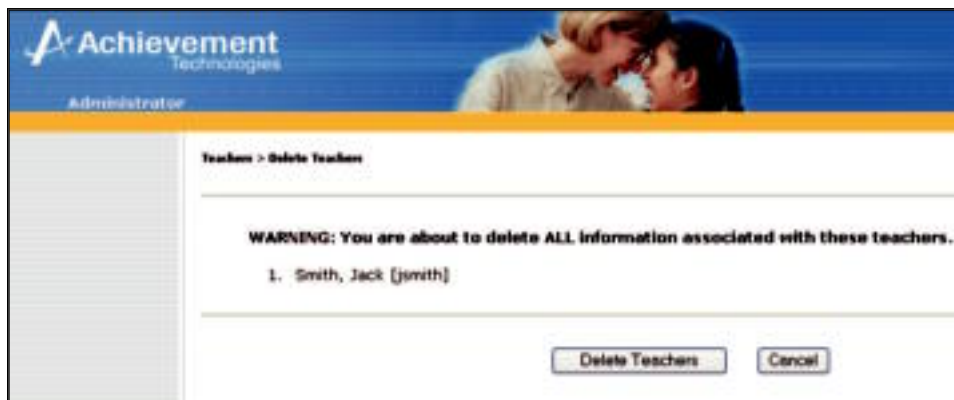 Achievement
Technologies
Administrator
Teachers > Delete Teachers
WARNING: You are about to delete ALL information associated with these teachers.
1. Smith, Jack [jsmith]
Delete Teachers Cancel